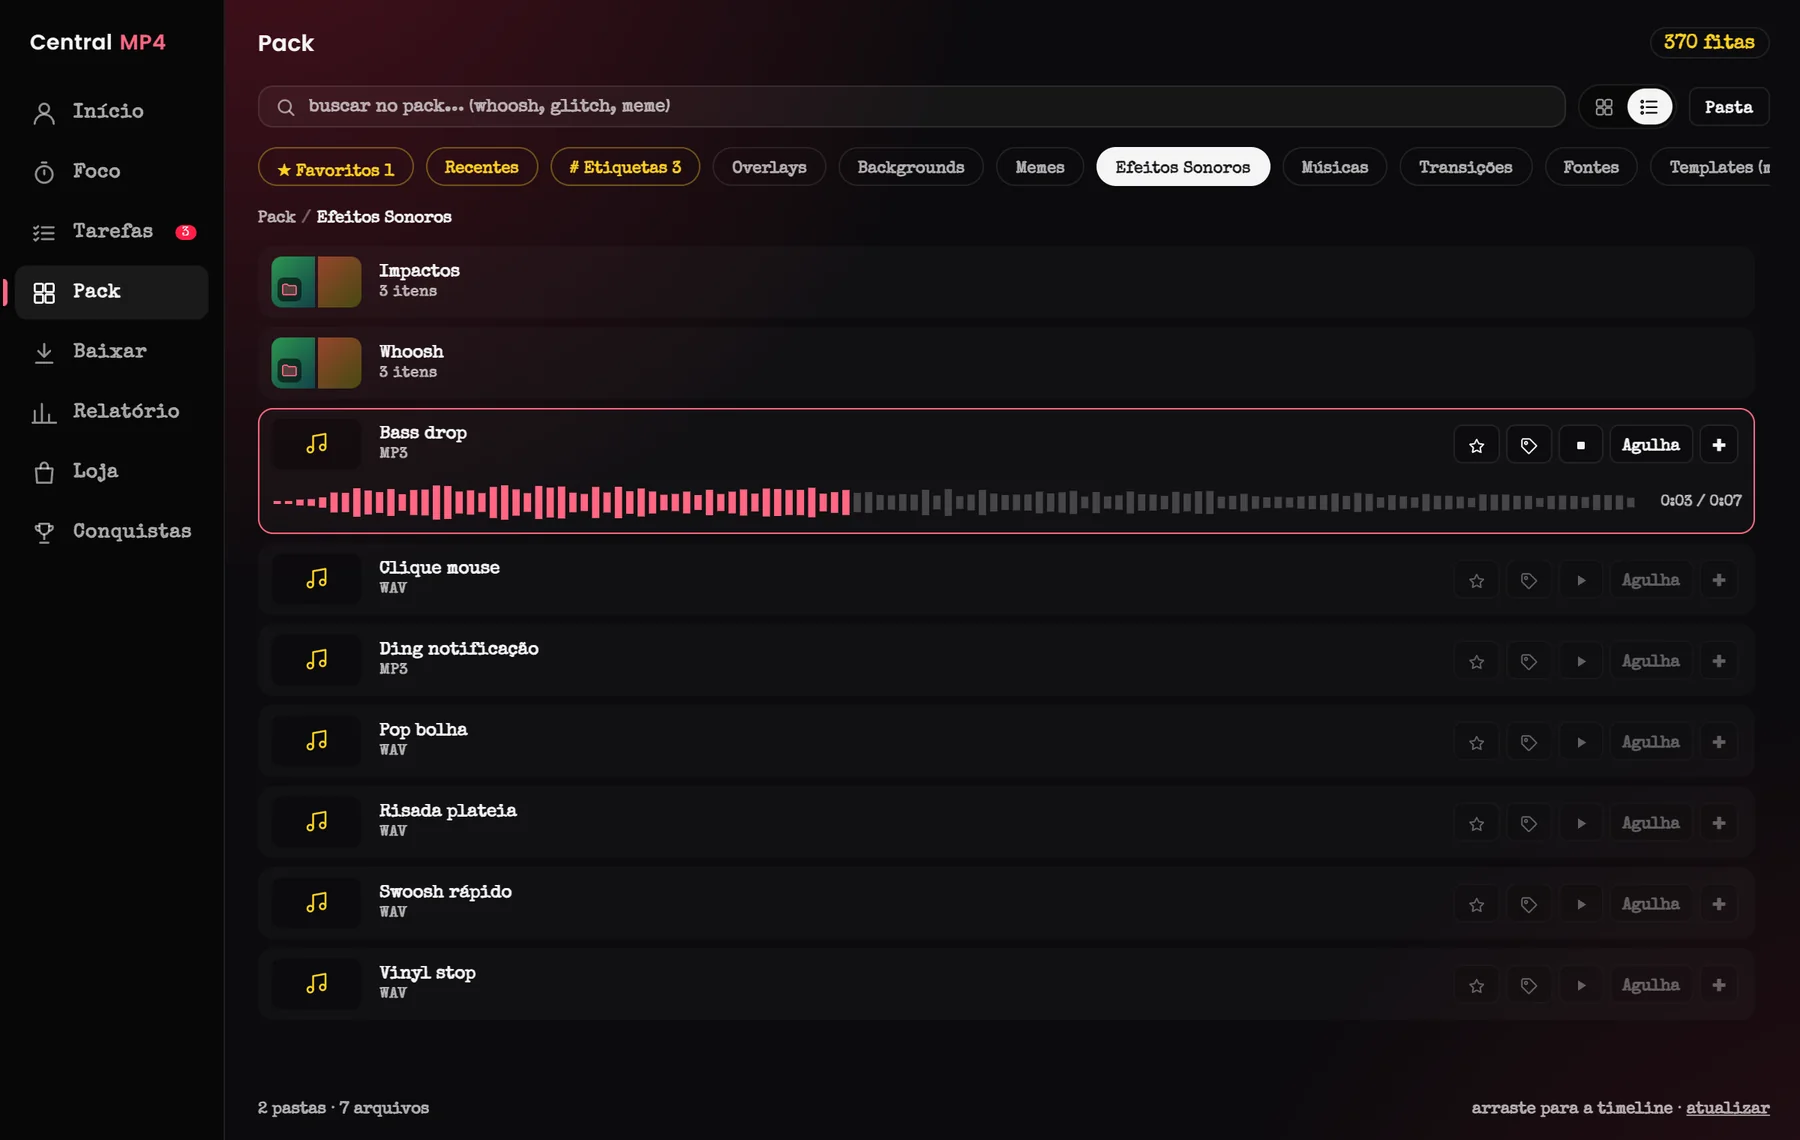 Central MP4
Início
Foco
Tarefas 3
Pack
Baixar
Relatório
Loja
Conquistas
Pack
370 fitas
buscar no pack... (whoosh, glitch, meme)
Pasta
★ Favoritos 1
Recentes
# Etiquetas 3
Overlays
Backgrounds
Memes
Efeitos Sonoros
Músicas
Transições
Fontes
Templates (m
Pack / Efeitos Sonoros
Impactos
3 itens
Whoosh
3 itens
Bass drop
MP3
Agulha
0:03 / 0:07
Clique mouse
WAV
Agulha
Ding notificação
MP3
Agulha
Pop bolha
WAV
Agulha
Risada plateia
WAV
Agulha
Swoosh rápido
WAV
Agulha
Vinyl stop
WAV
Agulha
2 pastas · 7 arquivos
arraste para a timeline · atualizar